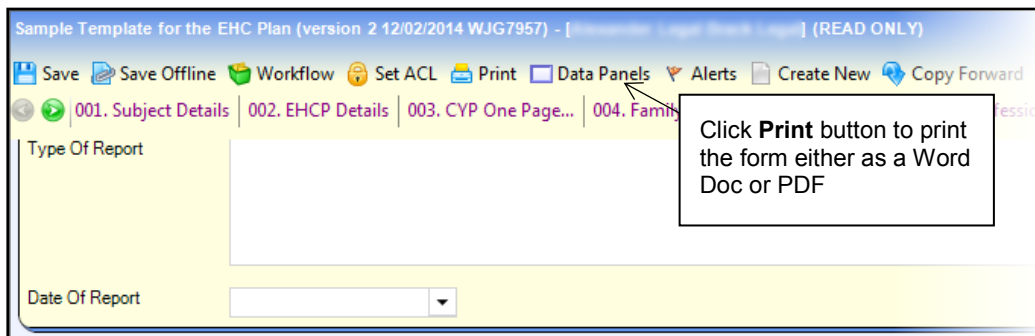 Sample Template for the EHC Plan (version 2 12/02/2014 WJG7957) - [ ] (READ ONLY)
Save Save Offline Workflow Set ACL Print Data Panels Alerts Create New Copy Forward
001. Subject Details 002. EHCP Details 003. CYP One Page... 004. Family
Click Print button to print
the form either as a Word
Doc or PDF
Type Of Report
Date Of Report